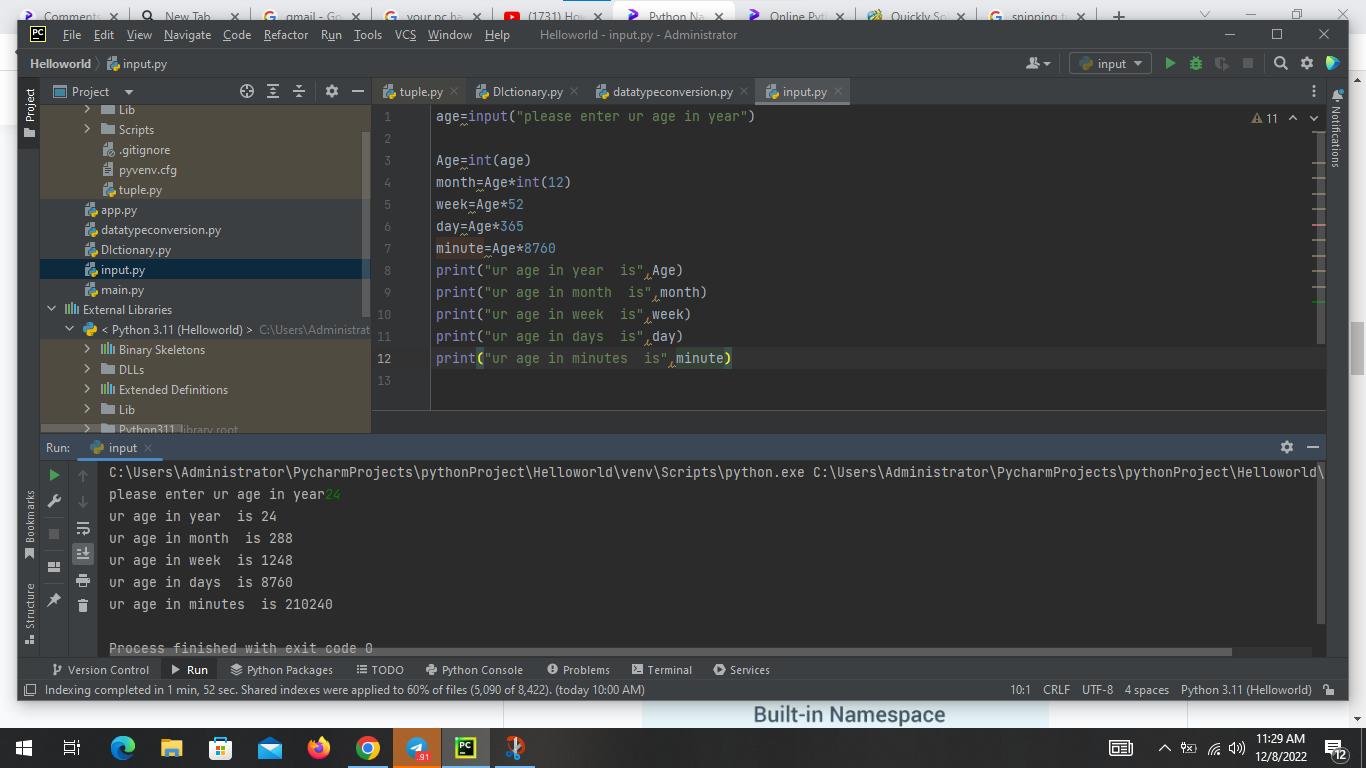 Comments
New Tab
gmail - Go
your pc ha
(1731) Ho
Python Na
Online Pyt
Quickly So
snipping t
PC File Edit View Navigate Code Refactor Run Tools VCS Window Help Helloworld - input.py - Administrator
Helloworld input.py
input
Project
tuple.py DIctionary.py datatypeconversion.py input.py
Project
Lib
Scripts
.gitignore
pyvenv.cfg
tuple.py
app.py
datatypeconversion.py
DIctionary.py
input.py
main.py
External Libraries
< Python 3.11 (Helloworld) > C:\Users\Administrat
Binary Skeletons
DLLs
Extended Definitions
Lib
Python311 library root
1 age=input("please enter ur age in year")
2
3 Age=int(age)
4 month=Age*int(12)
5 week=Age*52
6 day=Age*365
7 minute=Age*8760
8 print("ur age in year  is",Age)
9 print("ur age in month  is",month)
10 print("ur age in week  is",week)
11 print("ur age in days  is",day)
12 print("ur age in minutes  is",minute)
13
11
Notifications
Run: input
C:\Users\Administrator\PycharmProjects\pythonProject\Helloworld\venv\Scripts\python.exe C:\Users\Administrator\PycharmProjects\pythonProject\Helloworld\
please enter ur age in year24
ur age in year  is 24
ur age in month  is 288
ur age in week  is 1248
ur age in days  is 8760
ur age in minutes  is 210240
Process finished with exit code 0
Bookmarks
Structure
Version Control Run Python Packages TODO Python Console Problems Terminal Services
Indexing completed in 1 min, 52 sec. Shared indexes were applied to 60% of files (5,090 of 8,422). (today 10:00 AM) 10:1 CRLF UTF-8 4 spaces Python 3.11 (Helloworld)
Built-in Namespace
.91
PC
11:29 AM
12/8/2022
12